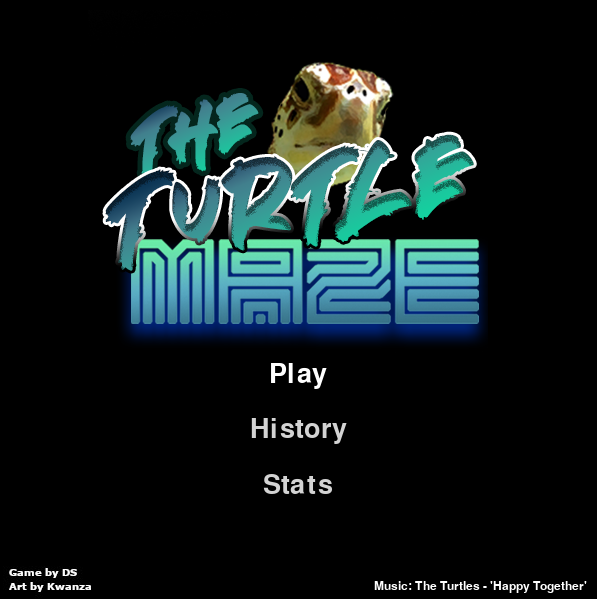 THE
TURTLE
MAZE
Play
History
Stats
Game by DS
Art by Kwanza
Music: The Turtles - 'Happy Together'